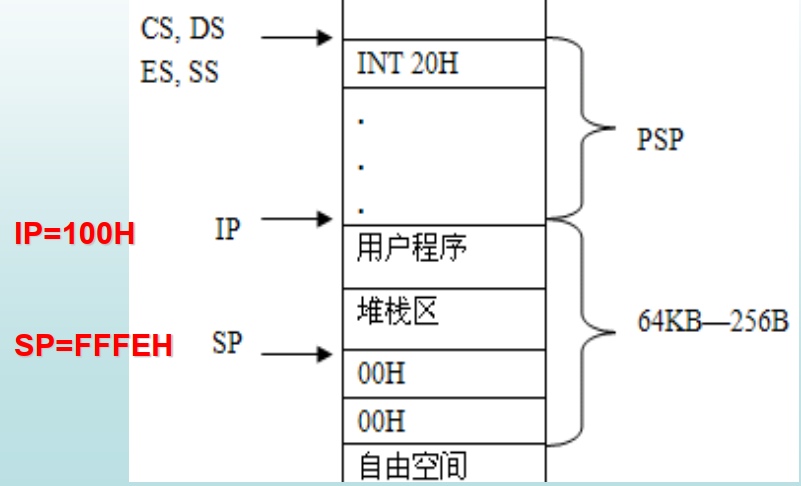 CS, DS
ES, SS
INT 20H
.
.
.
PSP
IP=100H
IP
用户程序
堆栈区
64KB—256B
SP=FFFEH
SP
00H
00H
自由空间